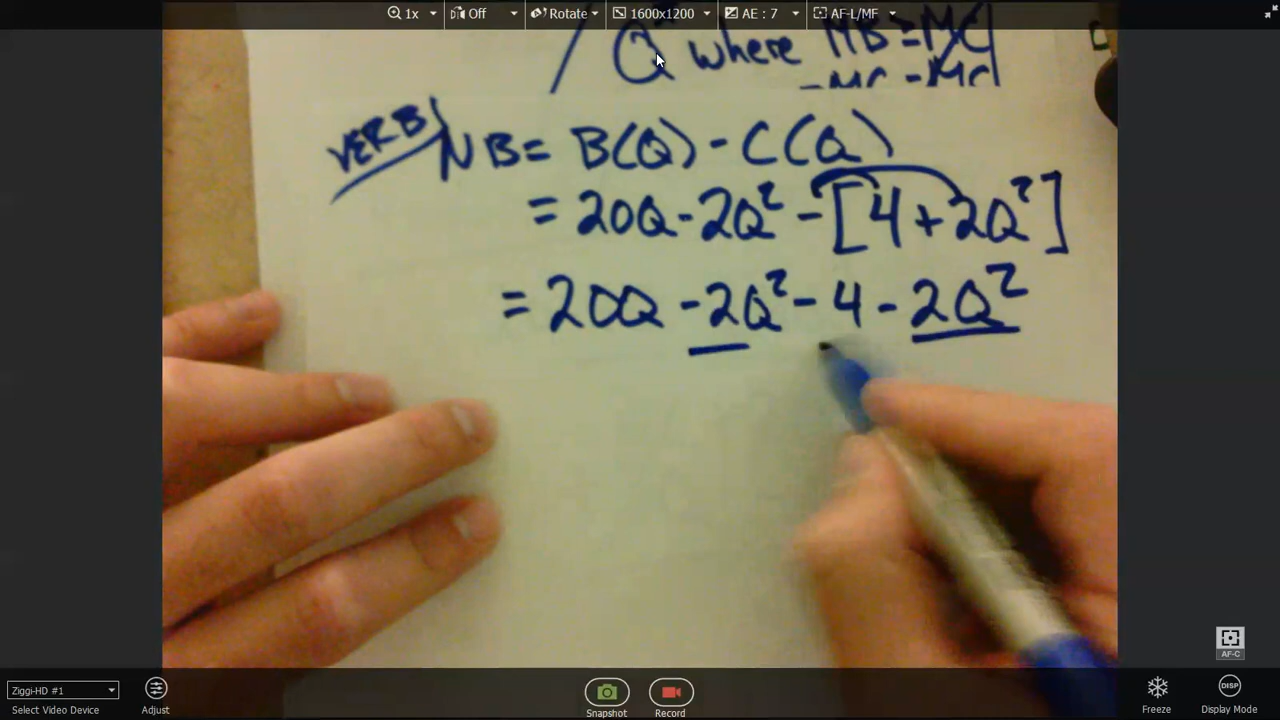 1x Off Rotate 1600x1200 AE : 7 AF-L/MF
Q where MB = MC
VERB NB = B(Q) - C(Q)
= 20Q - 2Q² - [4 + 2Q²]
= 20Q - 2Q² - 4 - 2Q²
AF-C
Ziggi-HD #1
Select Video Device Adjust Snapshot Record Freeze DISP Display Mode